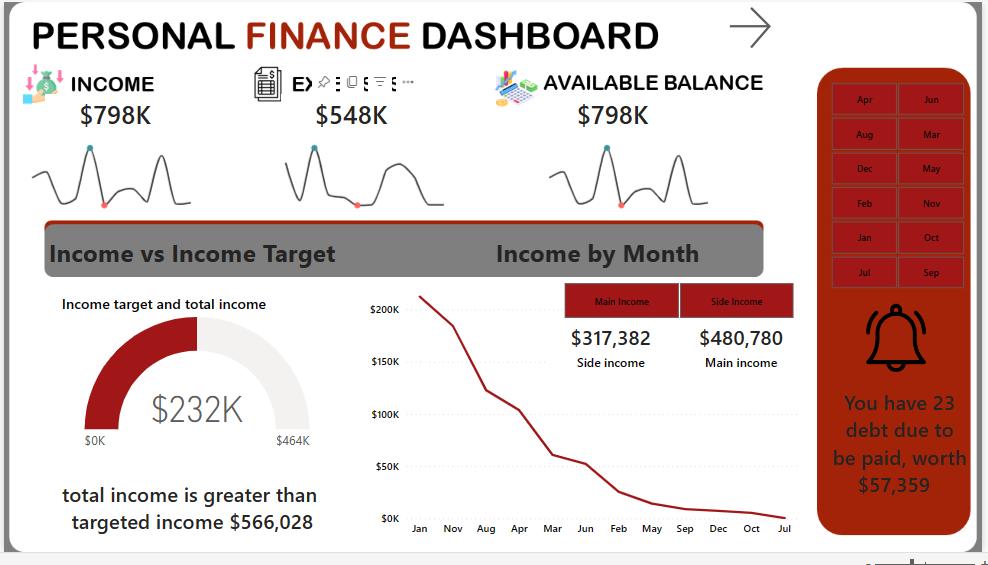 PERSONAL FINANCE DASHBOARD
INCOME
$798K
$548K
AVAILABLE BALANCE
$798K
Apr Jun
Aug Mar
Dec May
Feb Nov
Jan Oct
Jul Sep
Income vs Income Target
Income by Month
Income target and total income
$232K
$0K
$464K
total income is greater than
targeted income $566,028
$200K
$150K
$100K
$50K
$0K
Jan Nov Aug Apr Mar Jun Feb May Sep Dec Oct Jul
Main Income Side Income
$317,382 $480,780
Side income Main income
You have 23
debt due to
be paid, worth
$57,359